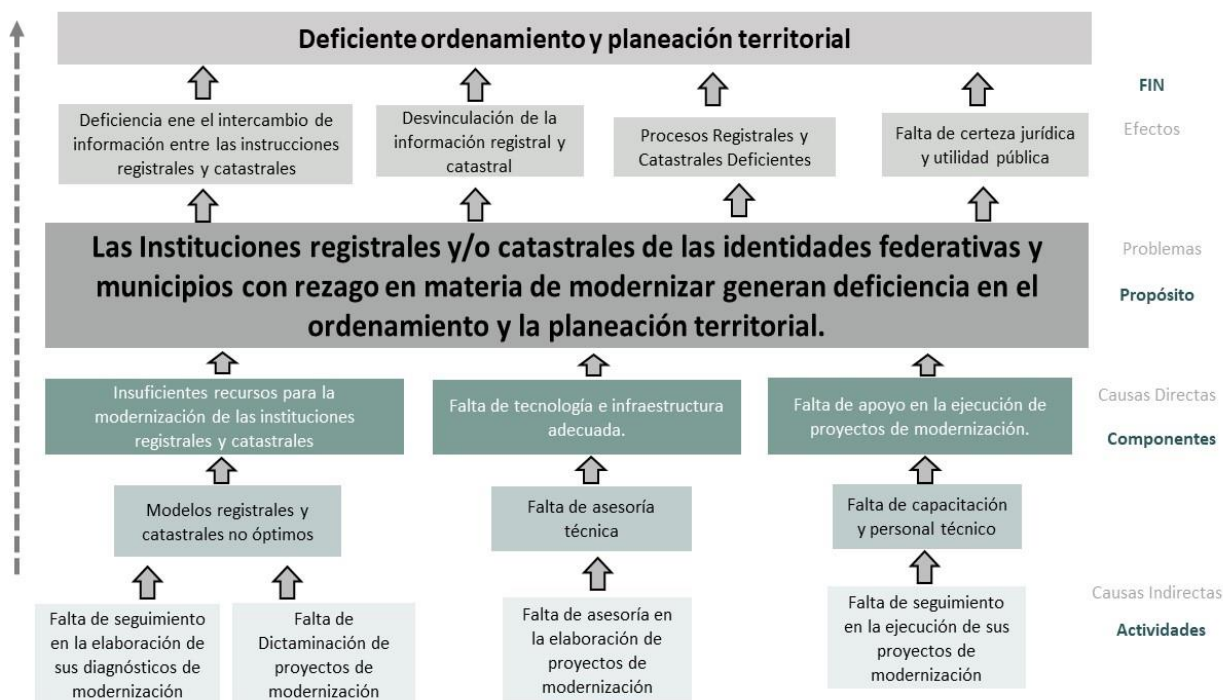 Deficiente ordenamiento y planeación territorial
FIN
Deficiencia ene el intercambio de
información entre las instrucciones
registrales y catastrales
Desvinculación de la
información registral y
catastral
Procesos Registrales y
Catastrales Deficientes
Falta de certeza jurídica
y utilidad pública
Efectos
Las Instituciones registrales y/o catastrales de las identidades federativas y
municipios con rezago en materia de modernizar generan deficiencia en el
ordenamiento y la planeación territorial.
Problemas
Propósito
Insuficientes recursos para la
modernización de las instituciones
registrales y catastrales
Falta de tecnología e infraestructura
adecuada.
Falta de apoyo en la ejecución de
proyectos de modernización.
Causas Directas
Componentes
Modelos registrales y
catastrales no óptimos
Falta de asesoría
técnica
Falta de capacitación
y personal técnico
Falta de seguimiento
en la elaboración de
sus diagnósticos de
modernización
Falta de
Dictaminación de
proyectos de
modernización
Falta de asesoría en
la elaboración de
proyectos de
modernización
Falta de seguimiento
en la ejecución de sus
proyectos de
modernización
Causas Indirectas
Actividades